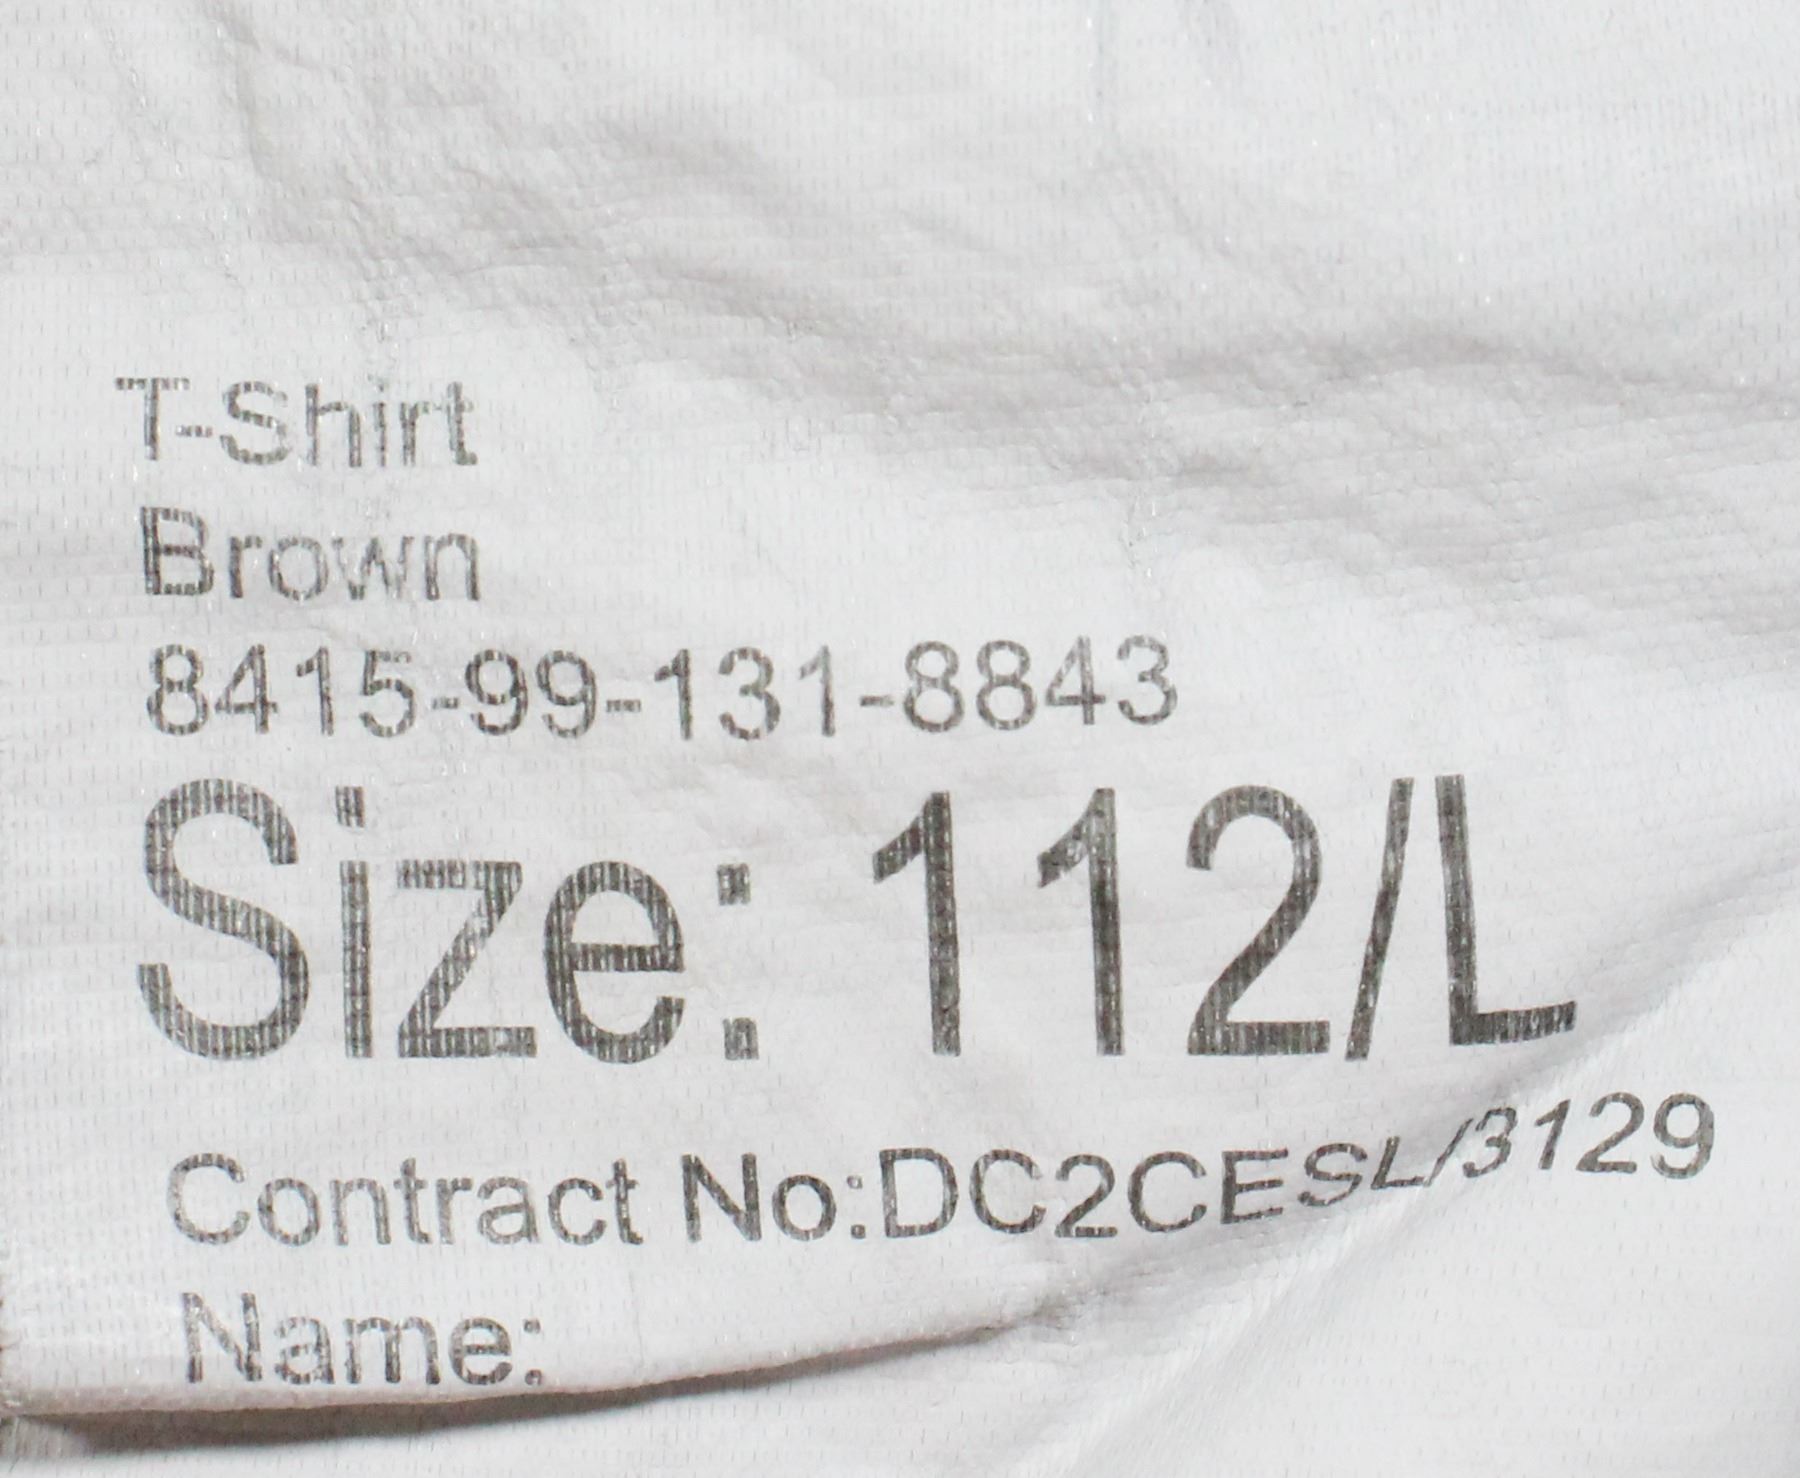 T-Shirt
Brown
8415-99-131-8843
Size: 112/L
Contract No:DC2CESL/3129
Name: